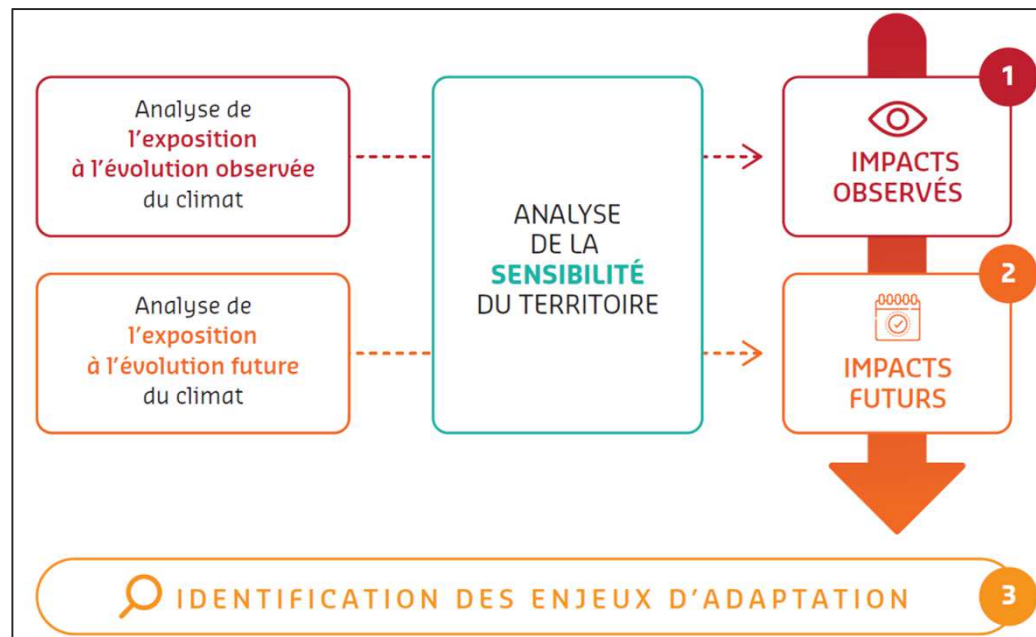 Analyse de
l'exposition
à l'évolution observée
du climat
Analyse de
l'exposition
à l'évolution future
du climat
ANALYSE
DE LA
SENSIBILITÉ
DU TERRITOIRE
1
IMPACTS
OBSERVÉS
2
IMPACTS
FUTURS
IDENTIFICATION DES ENJEUX D'ADAPTATION
3